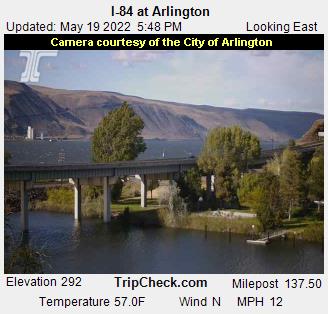 I-84 at Arlington
Updated: May 19 2022 5:48 PM Looking East
Camera courtesy of the City of Arlington
Elevation 292 TripCheck.com Milepost 137.50
Temperature 57.0F Wind N MPH 12